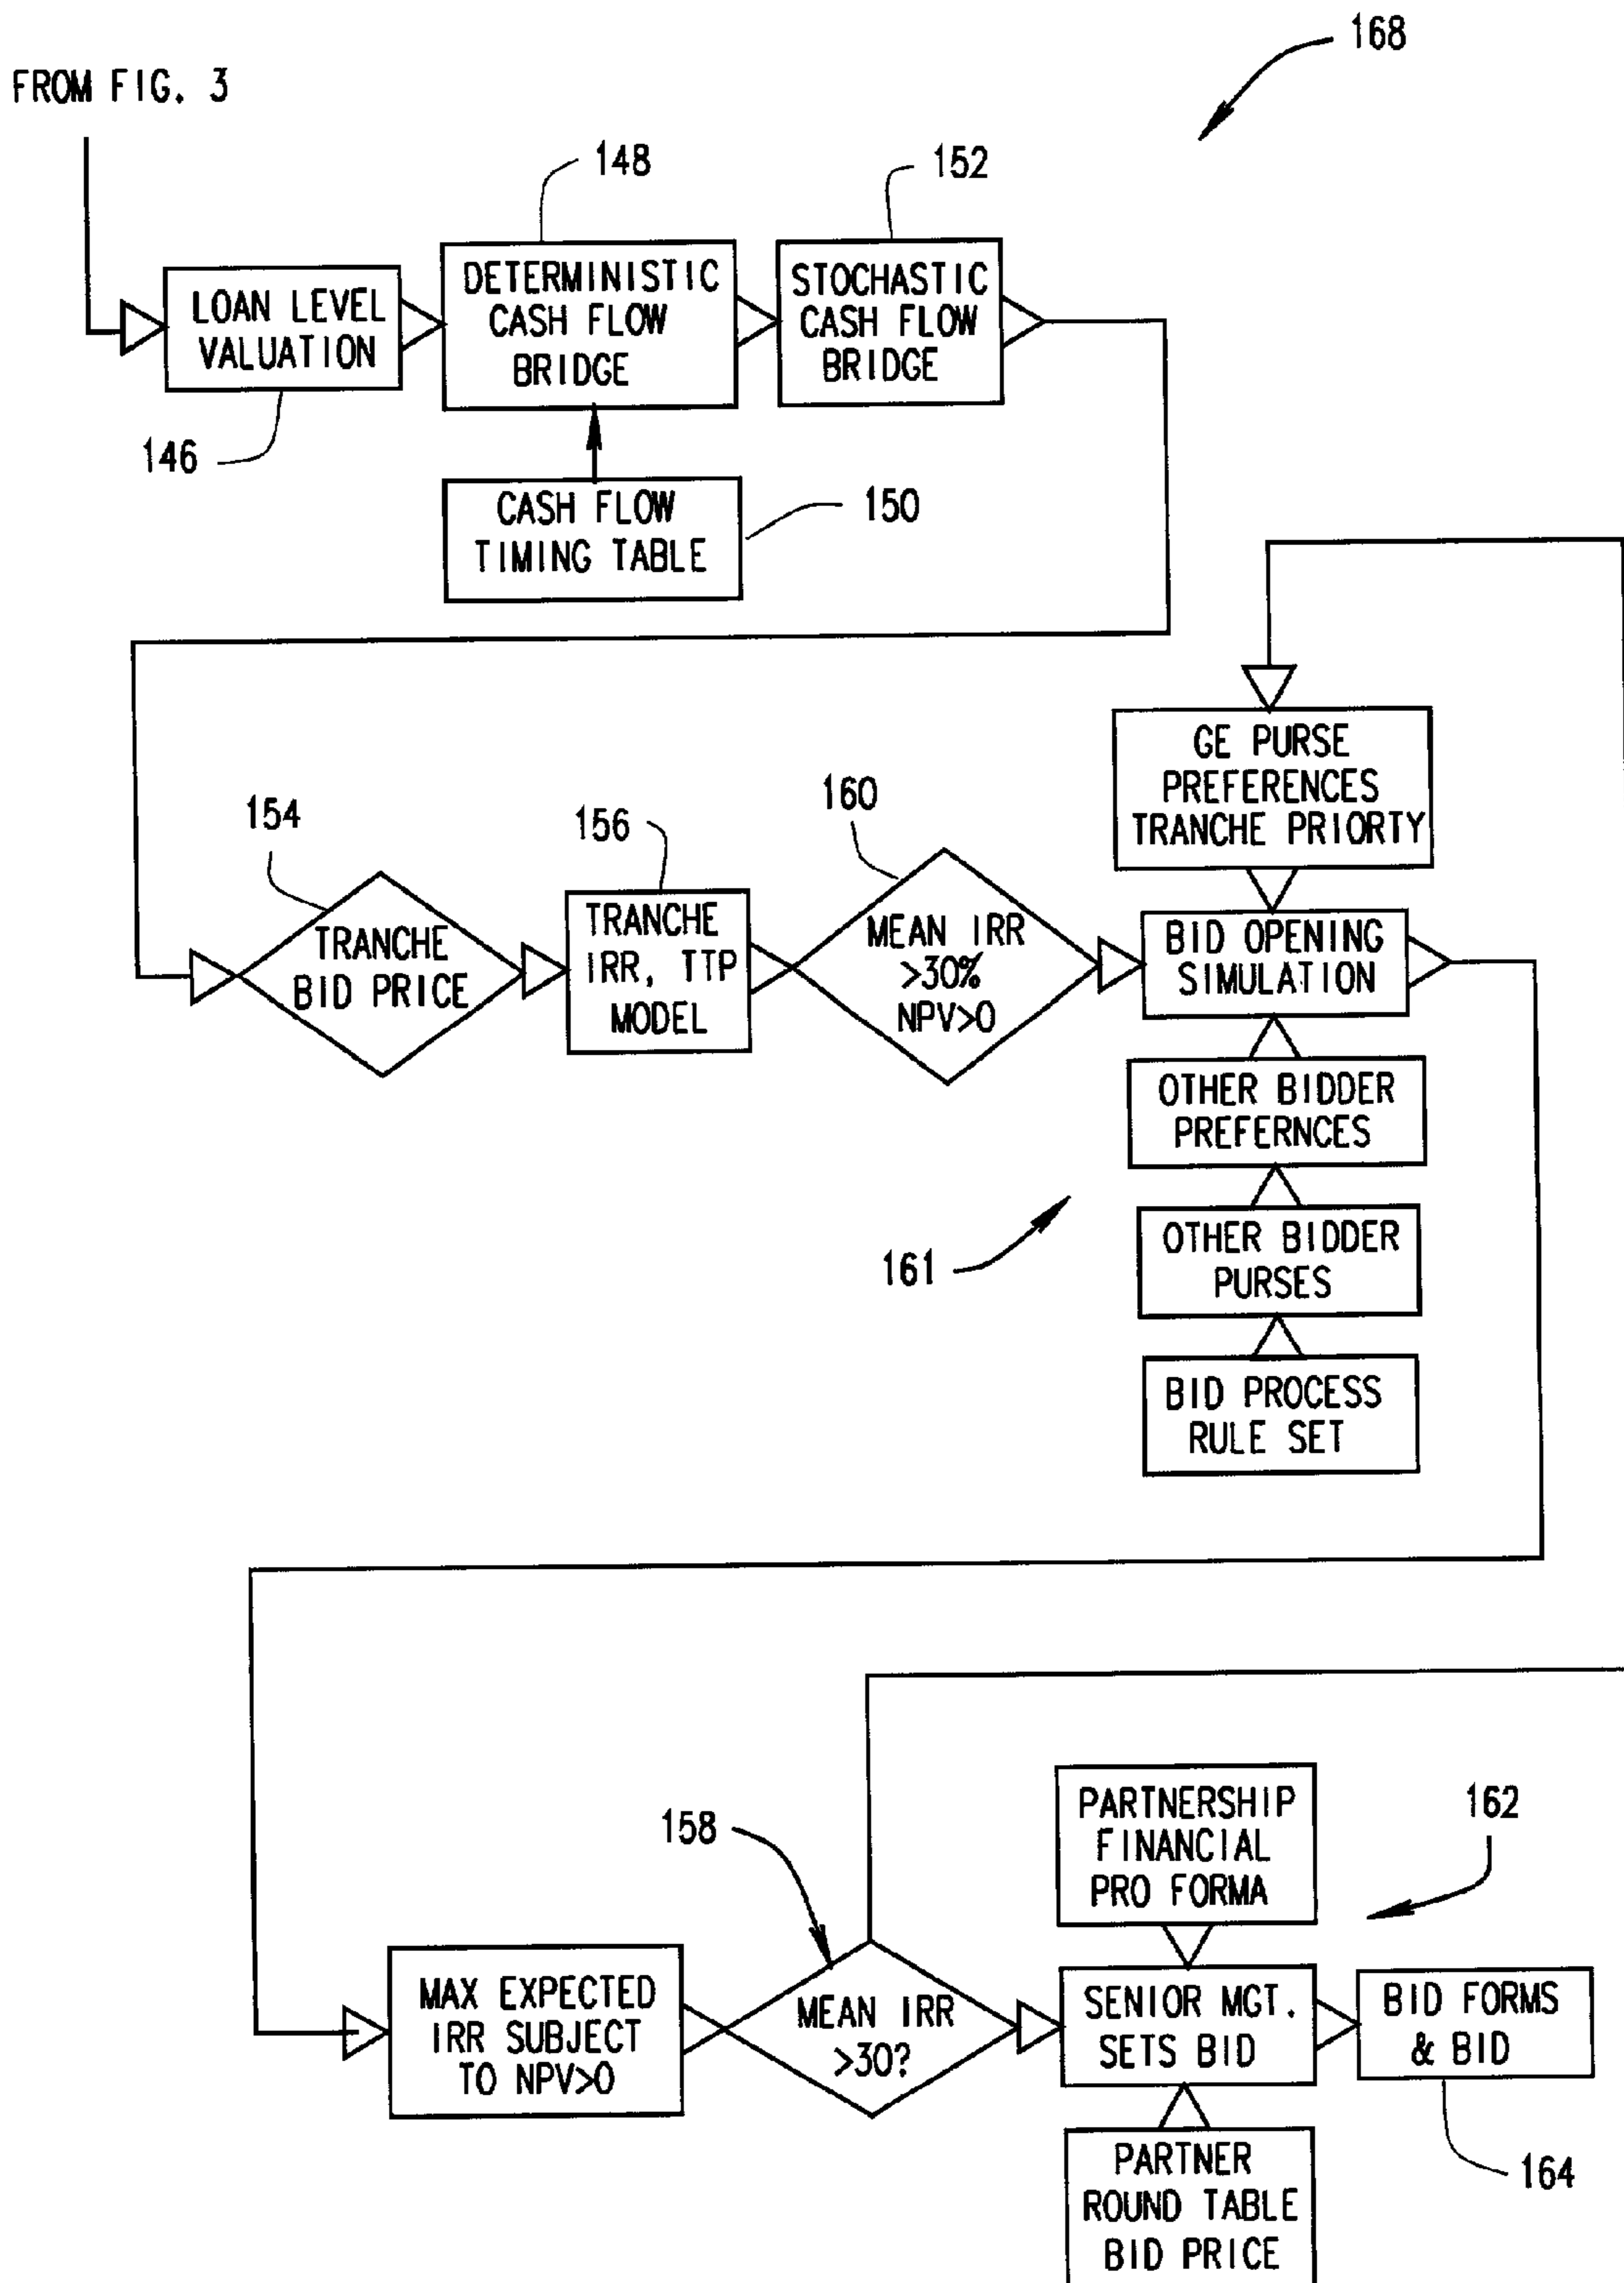 168
FROM FIG. 3
148
152
LOAN LEVEL
VALUATION
DETERMINISTIC
CASH FLOW
BRIDGE
STOCHASTIC
CASH FLOW
BRIDGE
146
CASH FLOW
TIMING TABLE
150
GE PURSE
PREFERENCES
TRANCHE PRIORTY
154
156
160
TRANCHE
BID PRICE
TRANCHE
IRR, TTP
MODEL
MEAN IRR
>30%
NPV>0
BID OPENING
SIMULATION
OTHER BIDDER
PREFERNCES
161
OTHER BIDDER
PURSES
BID PROCESS
RULE SET
158
PARTNERSHIP
FINANCIAL
PRO FORMA
162
MAX EXPECTED
IRR SUBJECT
TO NPV>0
MEAN IRR
>30?
SENIOR MGT.
SETS BID
BID FORMS
& BID
PARTNER
ROUND TABLE
BID PRICE
164